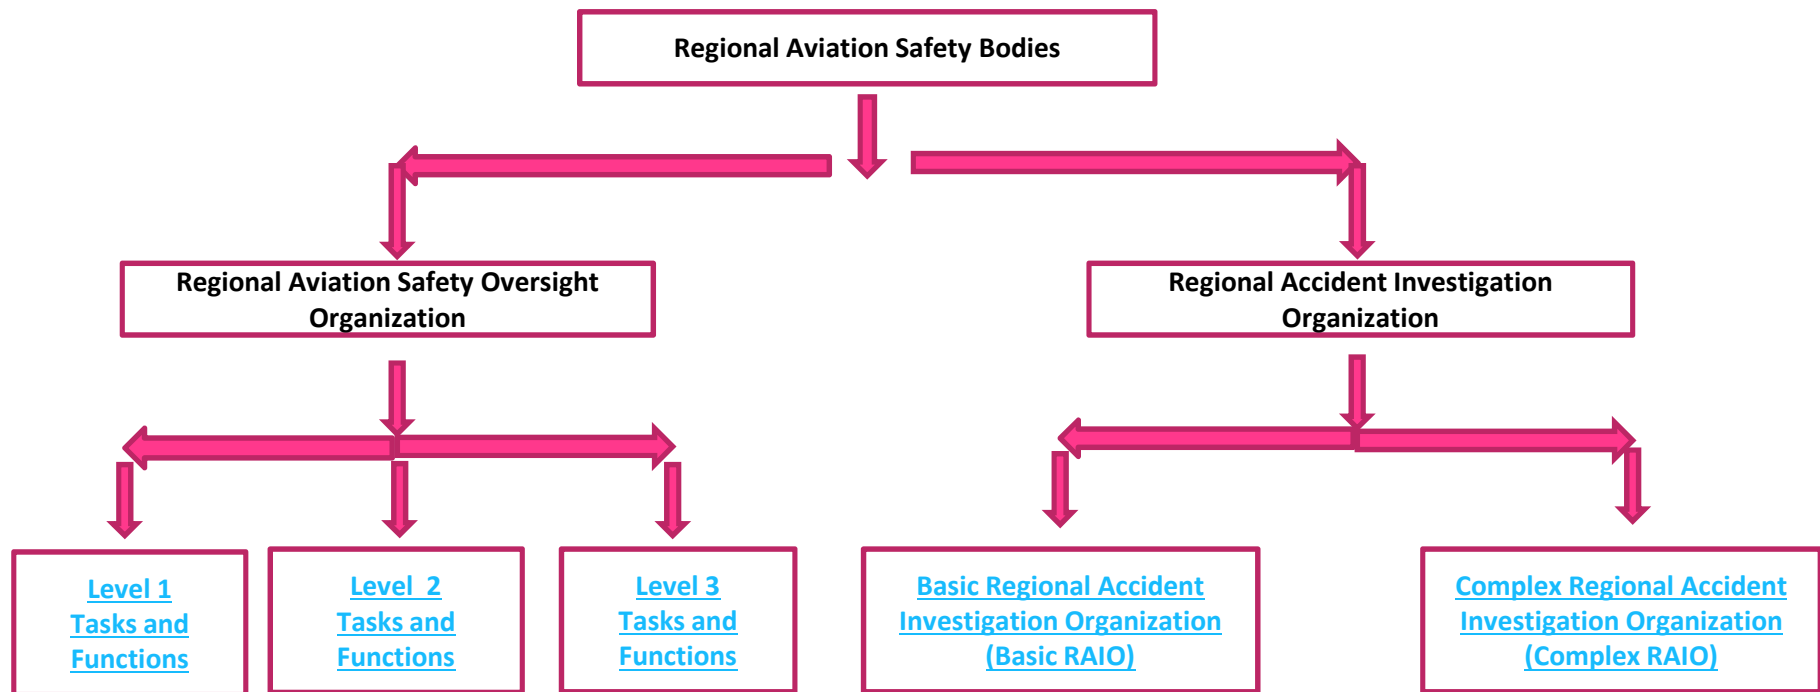 Regional Aviation Safety Bodies
Regional Aviation Safety Oversight
Organization
Regional Accident Investigation
Organization
Level 1
Tasks and
Functions
Level  2
Tasks and
Functions
Level 3
Tasks and
Functions
Basic Regional Accident
Investigation Organization
(Basic RAIO)
Complex Regional Accident
Investigation Organization
(Complex RAIO)